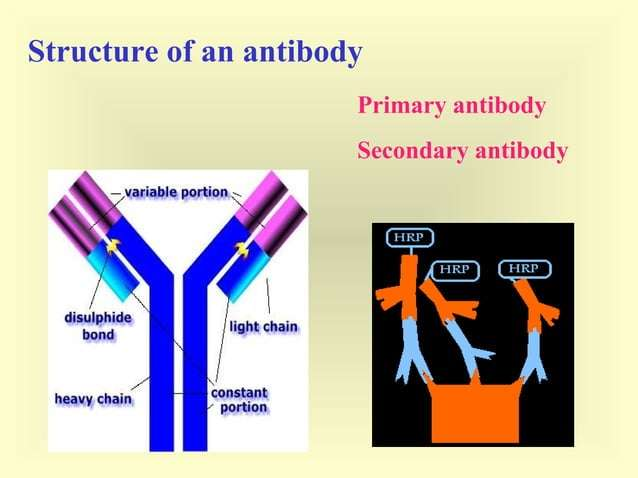 Structure of an antibody
Primary antibody
Secondary antibody
variable portion
disulphide
bond
light chain
heavy chain
constant
portion
HRP
HRP
HRP